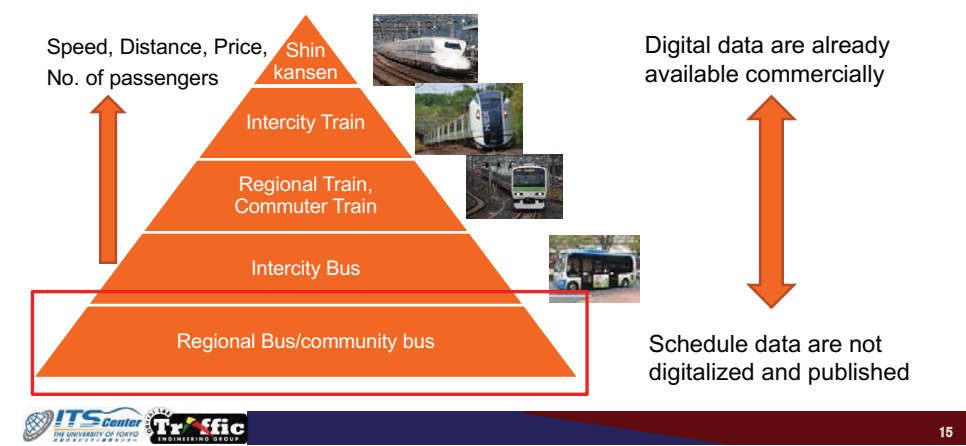 Speed, Distance, Price,
No. of passengers
Shin
kansen
Intercity Train
Regional Train,
Commuter Train
Intercity Bus
Regional Bus/community bus
Digital data are already
available commercially
Schedule data are not
digitalized and published
ITS Center
THE UNIVERSITY OF TOKYO
Traffic
ENGINEERING GROUP
15